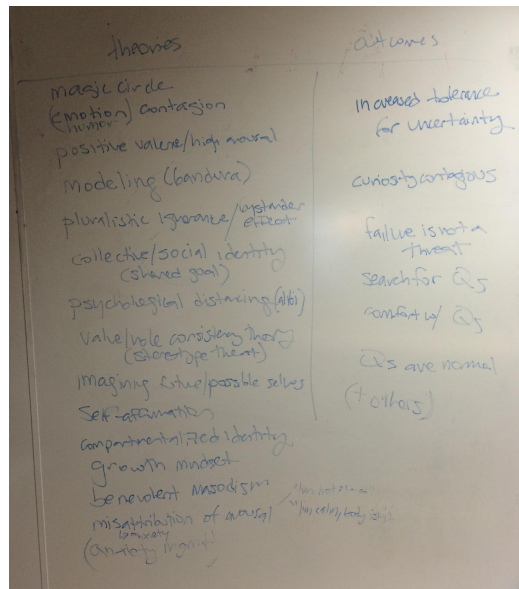 theories
magic circle
(emotion) contagion
humor
positive valence/high arousal
modeling (bandura)
pluralistic ignorance/bystander
effect
collective/social identity
(shared goal)
psychological distancing (alibi)
value/role consistency theory
(stereotype threat)
imagining future/possible selves
self-affirmation
compartmentalized identity
growth mindset
benevolent masochism
misattribution of arousal
(anxiety
outcomes
increased tolerance
for uncertainty
curiosity contagious
failure is not a
threat
search for Qs
comfort w/ Qs
Qs are normal
(+ others)